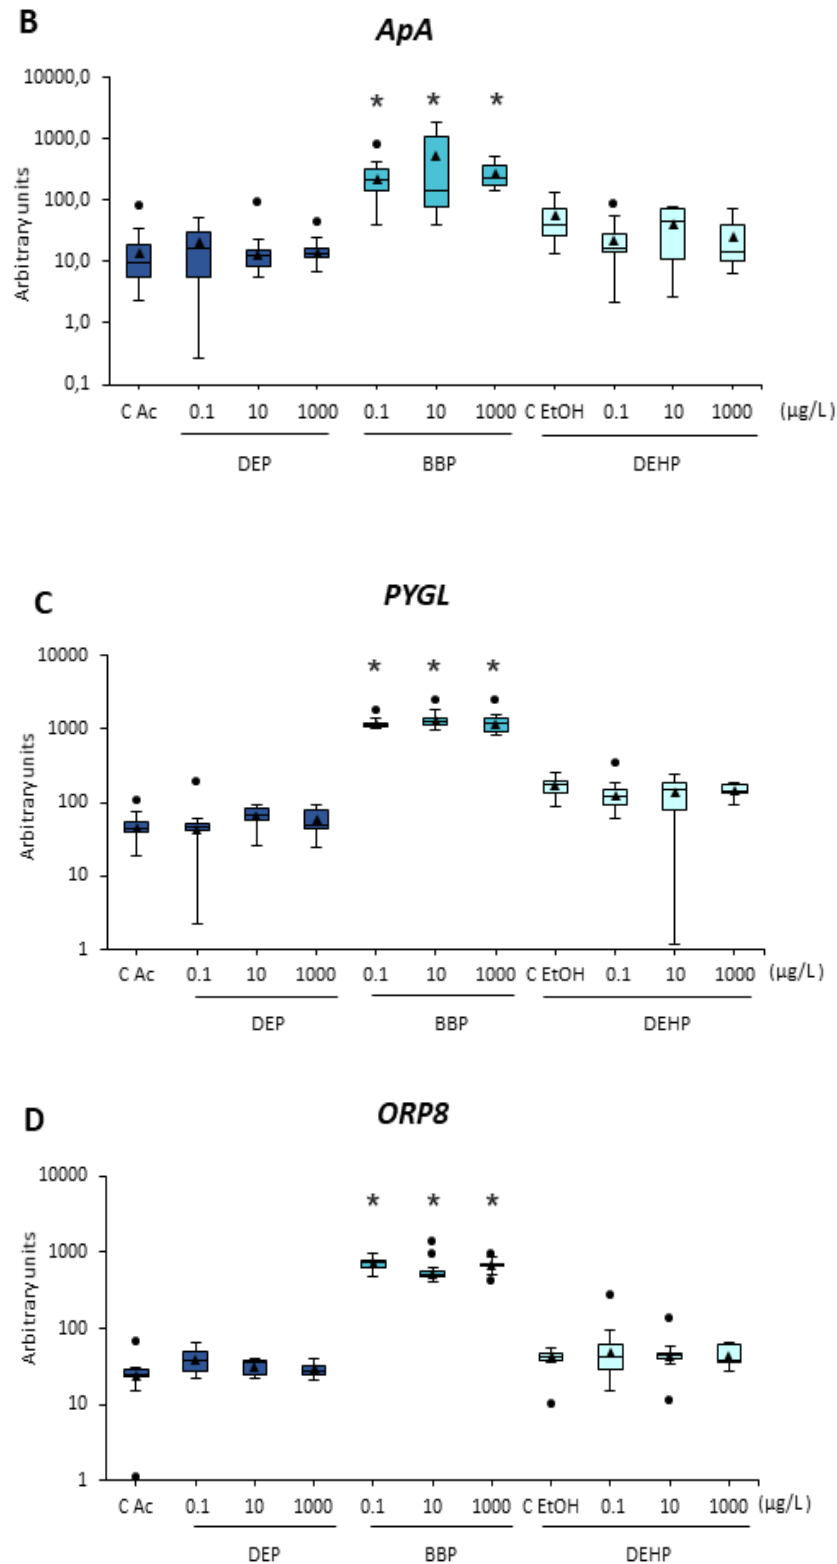 B
ApA
10000,0
1000,0
100,0
10,0
1,0
0,1
Arbitrary units
* * *
C Ac 0.1 10 1000 0.1 10 1000 C EtOH 0.1 10 1000 (µg/L)
DEP BBP DEHP
C
PYGL
10000
1000
100
10
1
Arbitrary units
* * *
C Ac 0.1 10 1000 0.1 10 1000 C EtOH 0.1 10 1000 (µg/L)
DEP BBP DEHP
D
ORP8
10000
1000
100
10
1
Arbitrary units
* * *
C Ac 0.1 10 1000 0.1 10 1000 C EtOH 0.1 10 1000 (µg/L)
DEP BBP DEHP